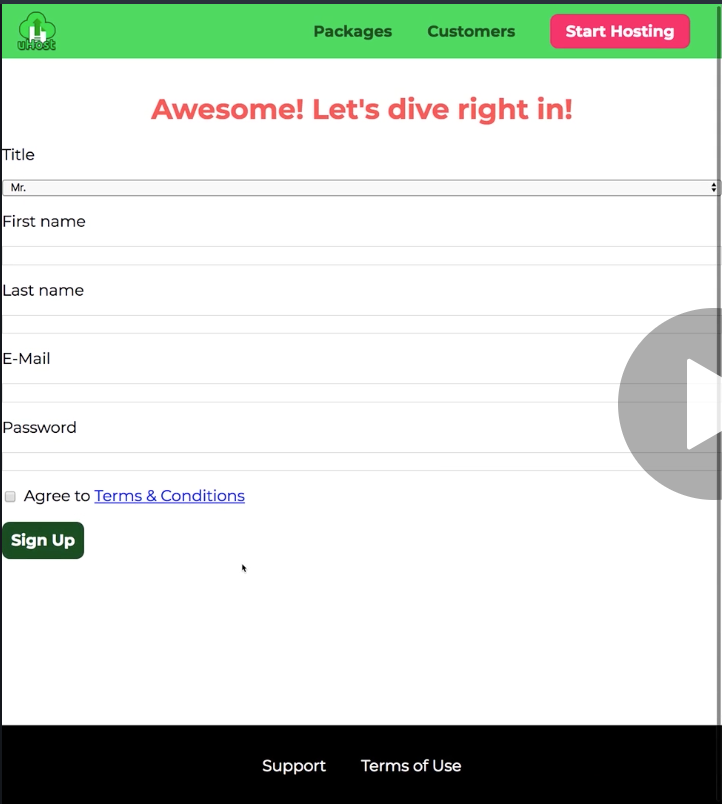 uHost
Packages Customers Start Hosting
Awesome! Let's dive right in!
Title
Mr.
First name
Last name
E-Mail
Password
Agree to Terms & Conditions
Sign Up
Support Terms of Use